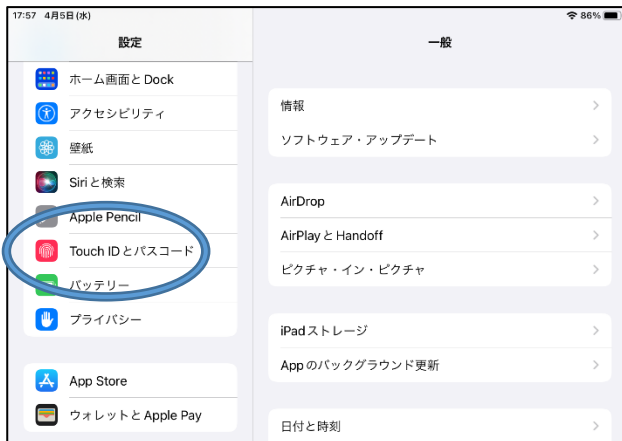 17:57 4月5日(水)
86%
設定
ホーム画面とDock
アクセシビリティ
壁紙
Siriと検索
Apple Pencil
Touch IDとパスコード
バッテリー
プライバシー
App Store
ウォレットとApple Pay
一般
情報
ソフトウェア・アップデート
AirDrop
AirPlayとHandoff
ピクチャ・イン・ピクチャ
iPadストレージ
Appのバックグラウンド更新
日付と時刻